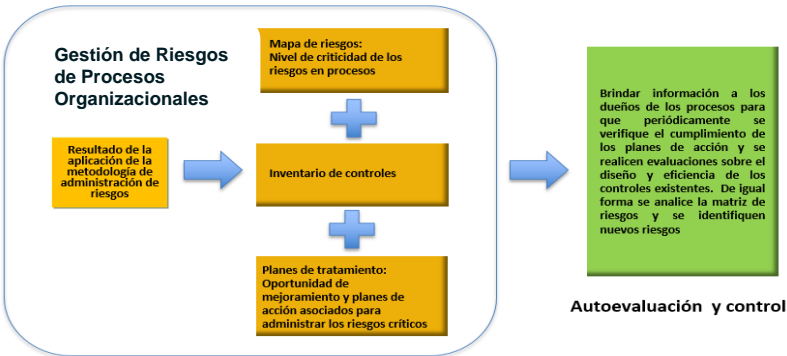 Gestión de Riesgos
de Procesos
Organizacionales
Resultado de la
aplicación de la
metodología de
administración de
riesgos
Mapa de riesgos:
Nivel de criticidad de los
riesgos en procesos
Inventario de controles
Planes de tratamiento:
Oportunidad de
mejoramiento y planes de
acción asociados para
administrar los riesgos críticos
Brindar información a los
dueños de los procesos para
que periódicamente se
verifique el cumplimiento de
los planes de acción y se
realicen evaluaciones sobre el
diseño y eficiencia de los
controles existentes. De igual
forma se analice la matriz de
riesgos y se identifiquen
nuevos riesgos
Autoevaluación y control